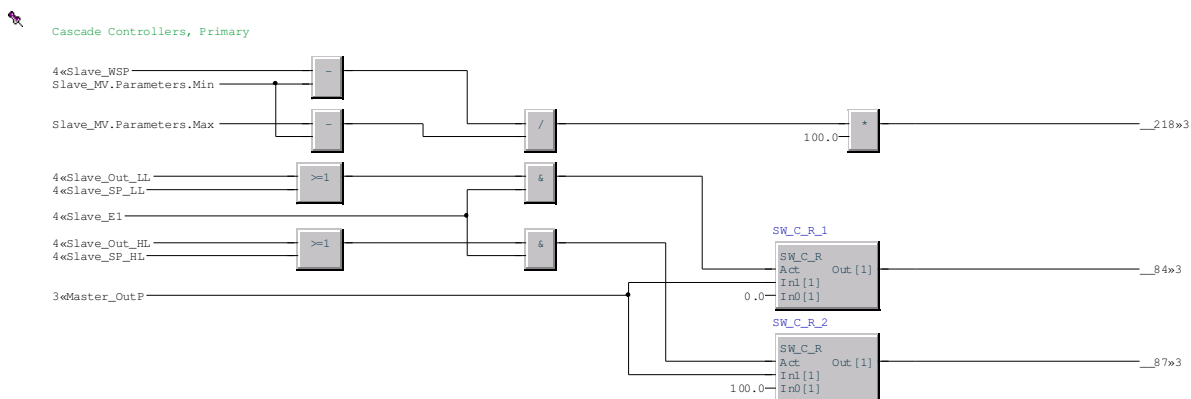 Cascade Controllers, Primary
4«Slave_WSP
-
Slave_MV.Parameters.Min
Slave_MV.Parameters.Max
-
/
*
100.0
__218»3
4«Slave_Out_LL
>=1
&
4«Slave_SP_LL
4«Slave_E1
SW_C_R_1
4«Slave_Out_HL
>=1
&
4«Slave_SP_HL
SW_C_R
Act Out[1]
__84»3
In1[1]
3«Master_OutP
0.0
In0[1]
SW_C_R_2
SW_C_R
Act Out[1]
__87»3
In1[1]
100.0
In0[1]